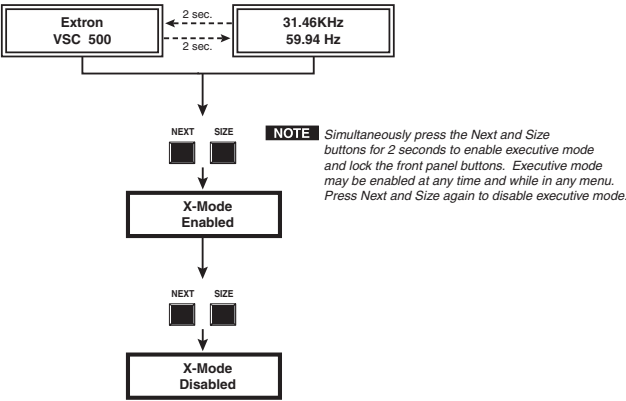 Extron
VSC 500
2 sec.
2 sec.
31.46KHz
59.94 Hz
NEXT SIZE
NOTE Simultaneously press the Next and Size
buttons for 2 seconds to enable executive mode
and lock the front panel buttons. Executive mode
may be enabled at any time and while in any menu.
Press Next and Size again to disable executive mode.
X-Mode
Enabled
NEXT SIZE
X-Mode
Disabled